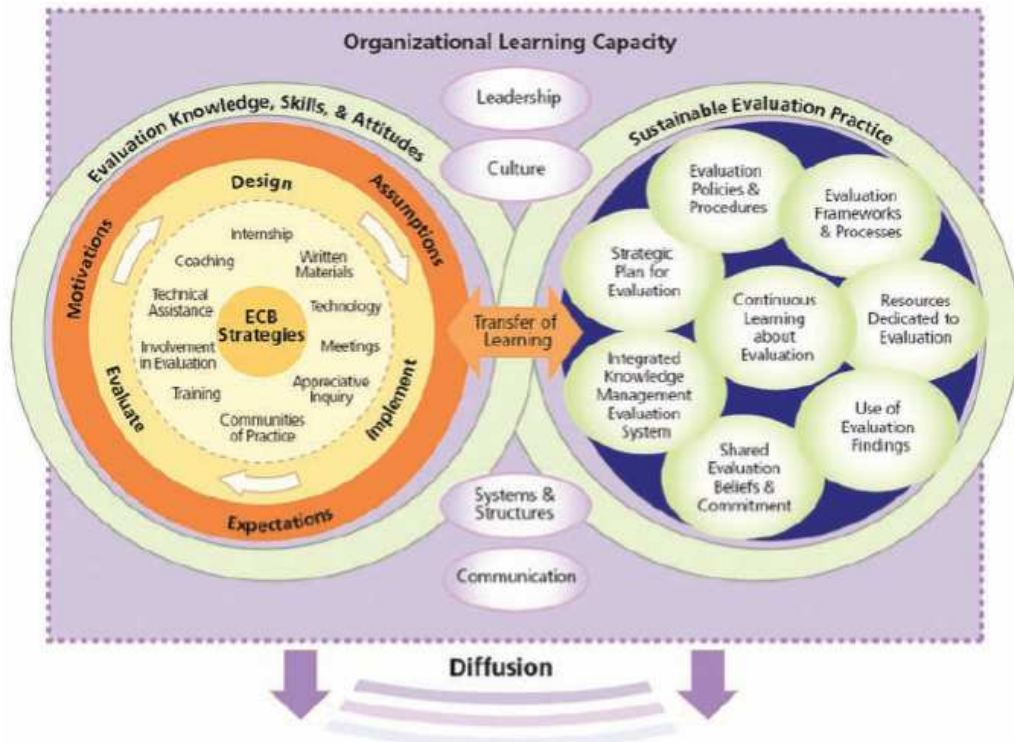 Organizational Learning Capacity
Leadership
Culture
Evaluation Knowledge, Skills, & Attitudes
Motivations
Assumptions
Expectations
Design
Implement
Evaluate
Internship
Coaching
Written
Materials
Technical
Assistance
Technology
ECB
Strategies
Involvement
in Evaluation
Meetings
Training
Appreciative
Inquiry
Communities
of Practice
Transfer of
Learning
Sustainable Evaluation Practice
Evaluation
Policies &
Procedures
Evaluation
Frameworks
& Processes
Strategic
Plan for
Evaluation
Continuous
Learning
about
Evaluation
Resources
Dedicated to
Evaluation
Integrated
Knowledge
Management
Evaluation
System
Use of
Evaluation
Findings
Shared
Evaluation
Beliefs &
Commitment
Systems &
Structures
Communication
Diffusion